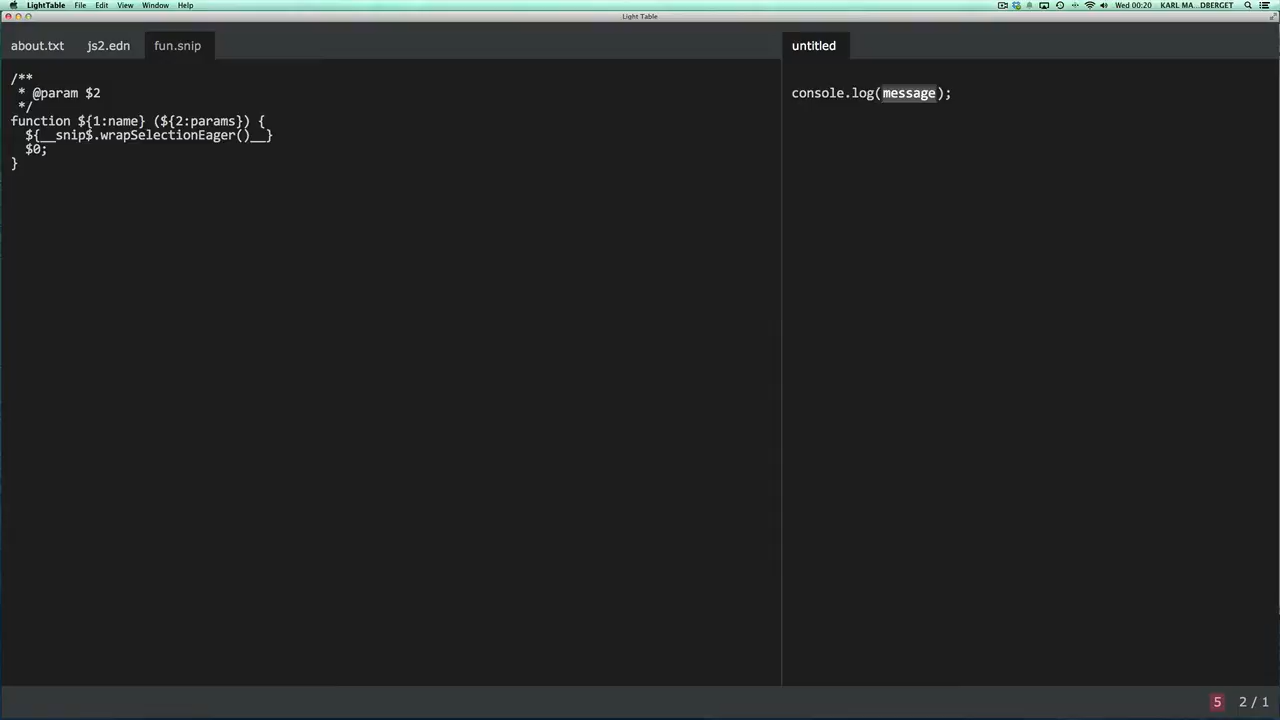 LightTable File Edit View Window Help
Wed 00:20 KARL MA...DBERGET
Light Table
about.txt js2.edn fun.snip
untitled
/**
 * @param $2
 */
function ${1:name} (${2:params}) {
  ${__snip$.wrapSelectionEager()__}
  $0;
}
console.log(message);
5 2 / 1